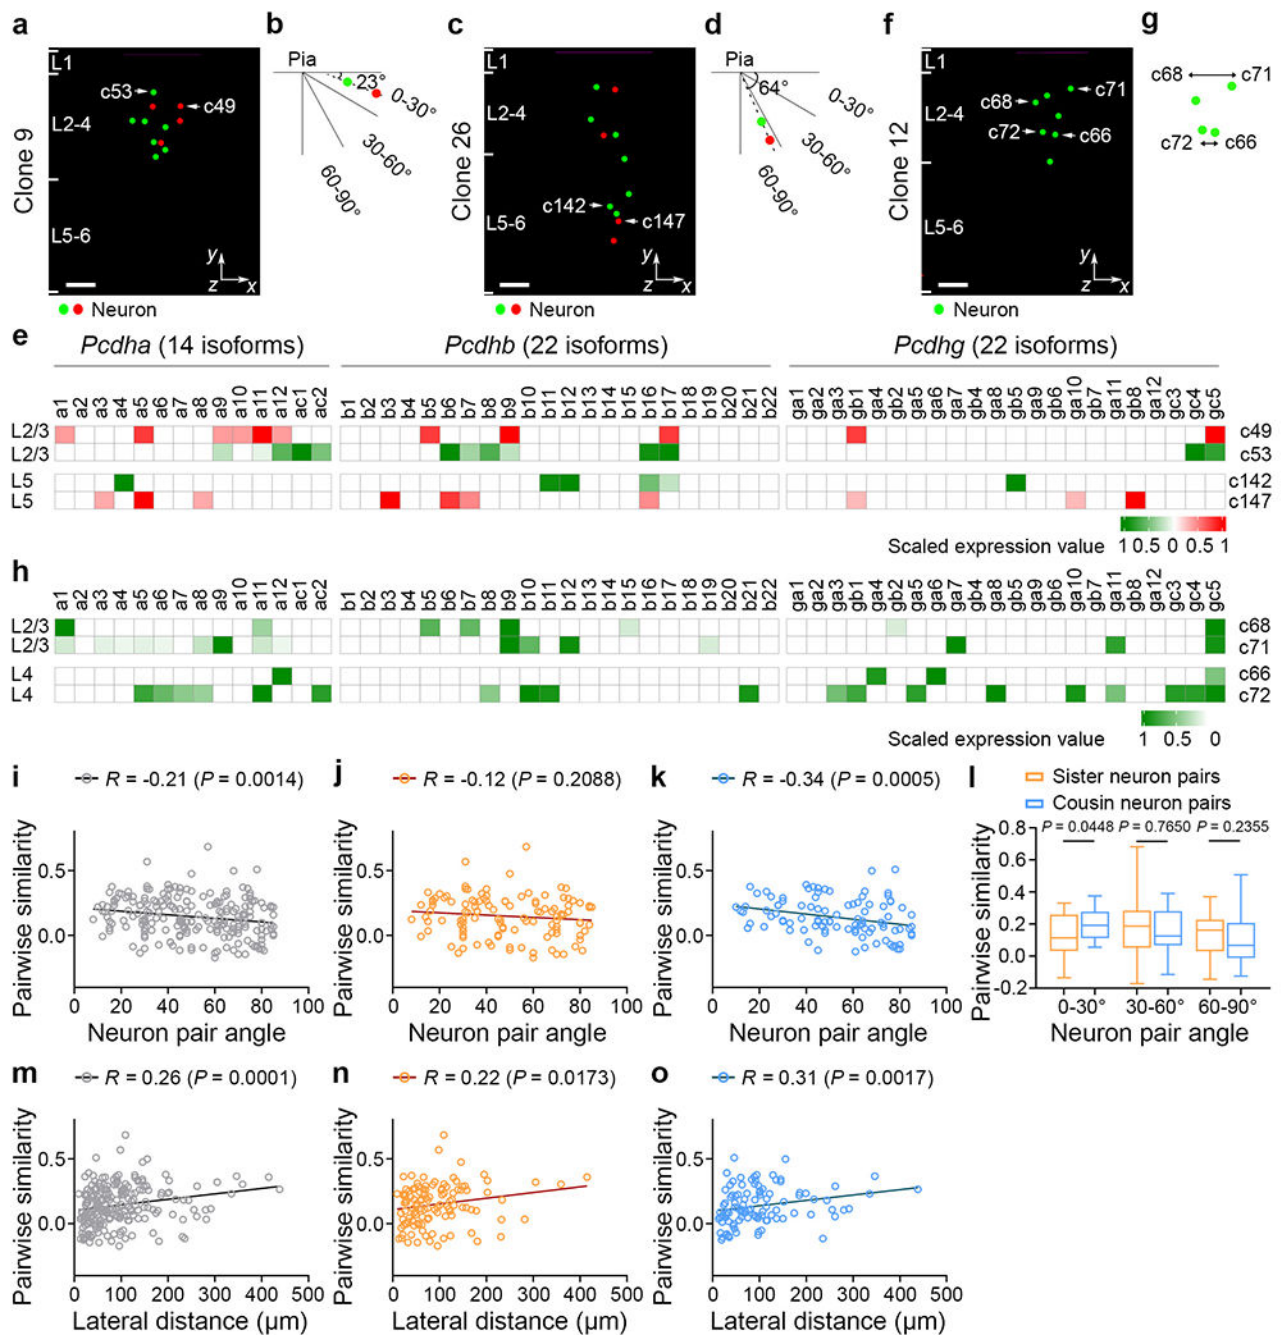 a
b
c
d
f
g
Clone 9
L1
L2-4
L5-6
c53
c49
y
z
x
Neuron
Pia
23°
0-30°
30-60°
60-90°
Clone 26
L1
L2-4
L5-6
c142
c147
y
z
x
Neuron
Pia
64°
0-30°
30-60°
60-90°
Clone 12
L1
L2-4
L5-6
c68
c71
c72
c66
y
z
x
Neuron
c68
c71
c72
c66
e
Pcdha (14 isoforms)
Pcdhb (22 isoforms)
Pcdhg (22 isoforms)
a1 a2 a3 a4 a5 a6 a7 a8 a9 a10 a11 a12 ac1 ac2
b1 b2 b3 b4 b5 b6 b7 b8 b9 b10 b11 b12 b13 b14 b15 b16 b17 b18 b19 b20 b21 b22
ga1 ga2 ga3 gb1 ga4 gb2 ga5 ga6 ga7 gb5 ga9 gb6 ga10 gb7 ga11 gb8 ga12 gc3 gc4 gc5
L2/3 c49
L2/3 c53
L5 c142
L5 c147
Scaled expression value
1 0.5 0 0.5 1
h
a1 a2 a3 a4 a5 a6 a7 a8 a9 a10 a11 a12 ac1 ac2
b1 b2 b3 b4 b5 b6 b7 b8 b9 b10 b11 b12 b13 b14 b15 b16 b17 b18 b19 b20 b21 b22
ga1 ga2 ga3 gb1 ga4 gb2 ga5 ga6 ga7 gb5 ga8 ga9 gb6 ga10 gb7 ga11 gb8 ga12 gc3 gc4 gc5
L2/3 c68
L2/3 c71
L4 c66
L4 c72
Scaled expression value
1 0.5 0
i
R = -0.21 (P = 0.0014)
Pairwise similarity
0.5
0.0
0 20 40 60 80 100
Neuron pair angle
j
R = -0.12 (P = 0.2088)
Pairwise similarity
0.5
0.0
0 20 40 60 80 100
Neuron pair angle
k
R = -0.34 (P = 0.0005)
Pairwise similarity
0.5
0.0
0 20 40 60 80 100
Neuron pair angle
l
Sister neuron pairs
Cousin neuron pairs
P = 0.0448 P = 0.7650 P = 0.2355
Pairwise similarity
0.8
0.6
0.4
0.2
0.0
-0.2
0-30° 30-60° 60-90°
Neuron pair angle
m
R = 0.26 (P = 0.0001)
Pairwise similarity
0.5
0.0
0 100 200 300 400 500
Lateral distance (µm)
n
R = 0.22 (P = 0.0173)
Pairwise similarity
0.5
0.0
0 100 200 300 400 500
Lateral distance (µm)
o
R = 0.31 (P = 0.0017)
Pairwise similarity
0.5
0.0
0 100 200 300 400 500
Lateral distance (µm)